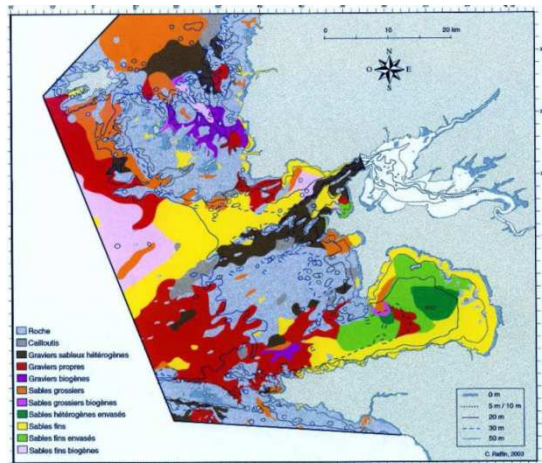 0
10
20 km
N
O
E
S
Roche
Cailloutis
Graviers sableux hétérogènes
Graviers propres
Graviers biogènes
Sables grossiers
Sables grossiers biogènes
Sables hétérogènes envasés
Sables fins
Sables fins envasés
Sables fins biogènes
0 m
5 m / 10 m
20 m
30 m
50 m
C. Raffin, 2003